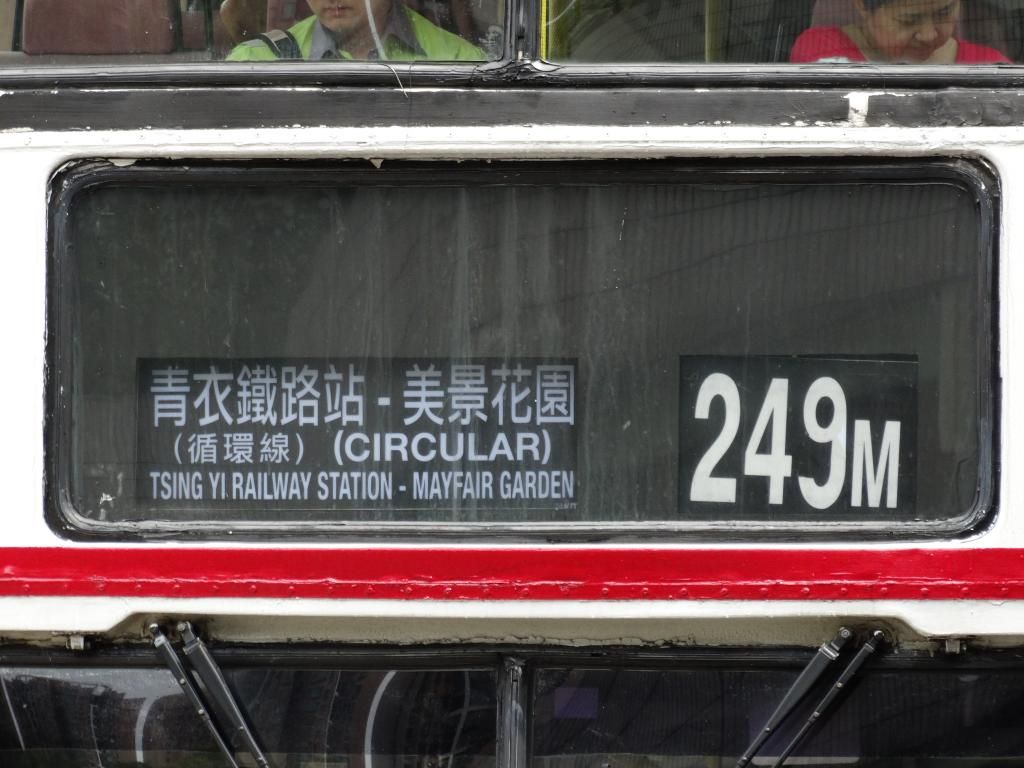 青衣鐵路站 - 美景花園
(循環線) (CIRCULAR)
TSING YI RAILWAY STATION - MAYFAIR GARDEN
249M